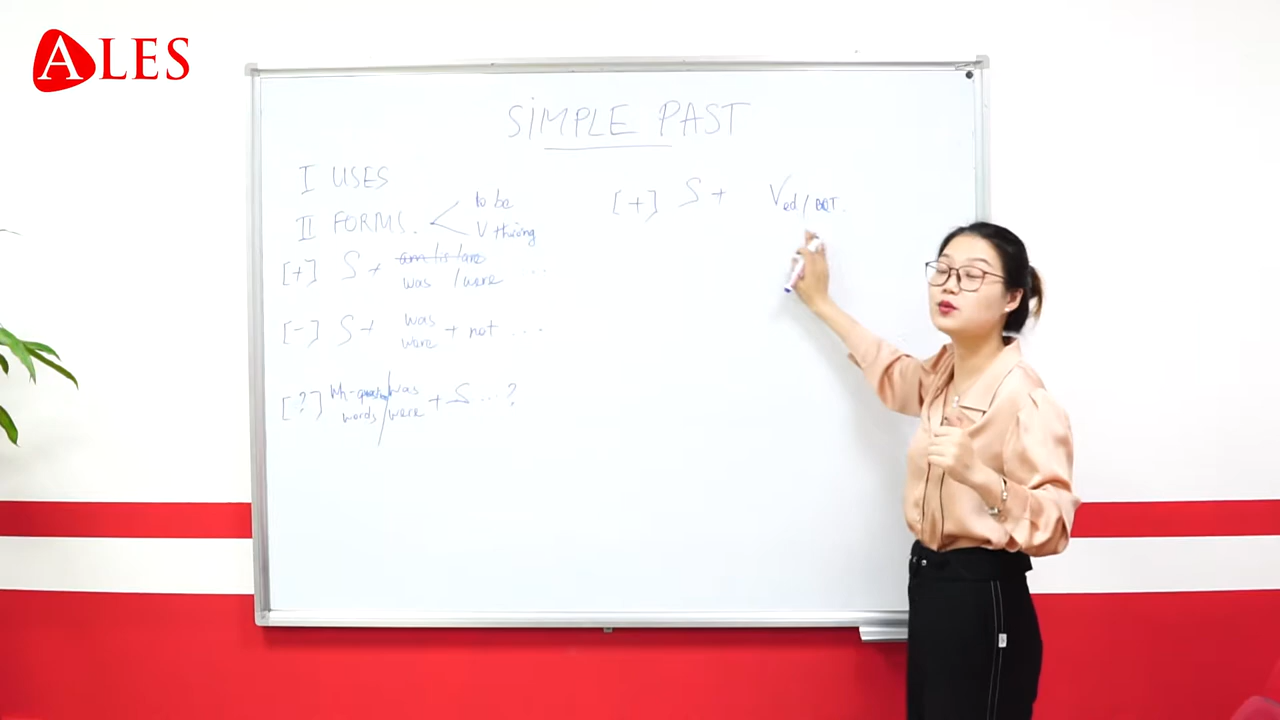 ALES
SIMPLE PAST
I USES
II FORMS. to be
V thường
[+] S + am/is/are
was / were ...
[-] S + was
were + not ...
[?] Wh-question words / was
were + S ... ?
[+] S + Ved / BQT.